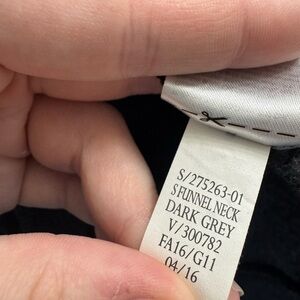 S/275263-01
S FUNNEL NECK
DARK GREY
V/300782
FA16/G11
04/16